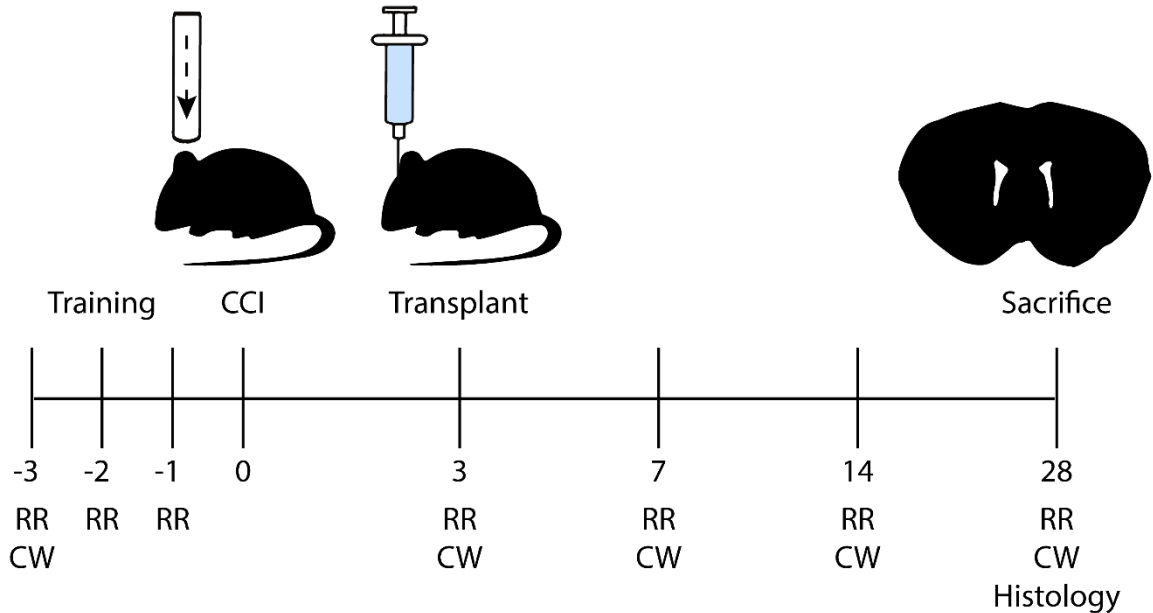 Training CCI Transplant Sacrifice
-3 -2 -1 0 3 7 14 28
RR RR RR RR RR RR RR
CW CW CW CW CW
Histology